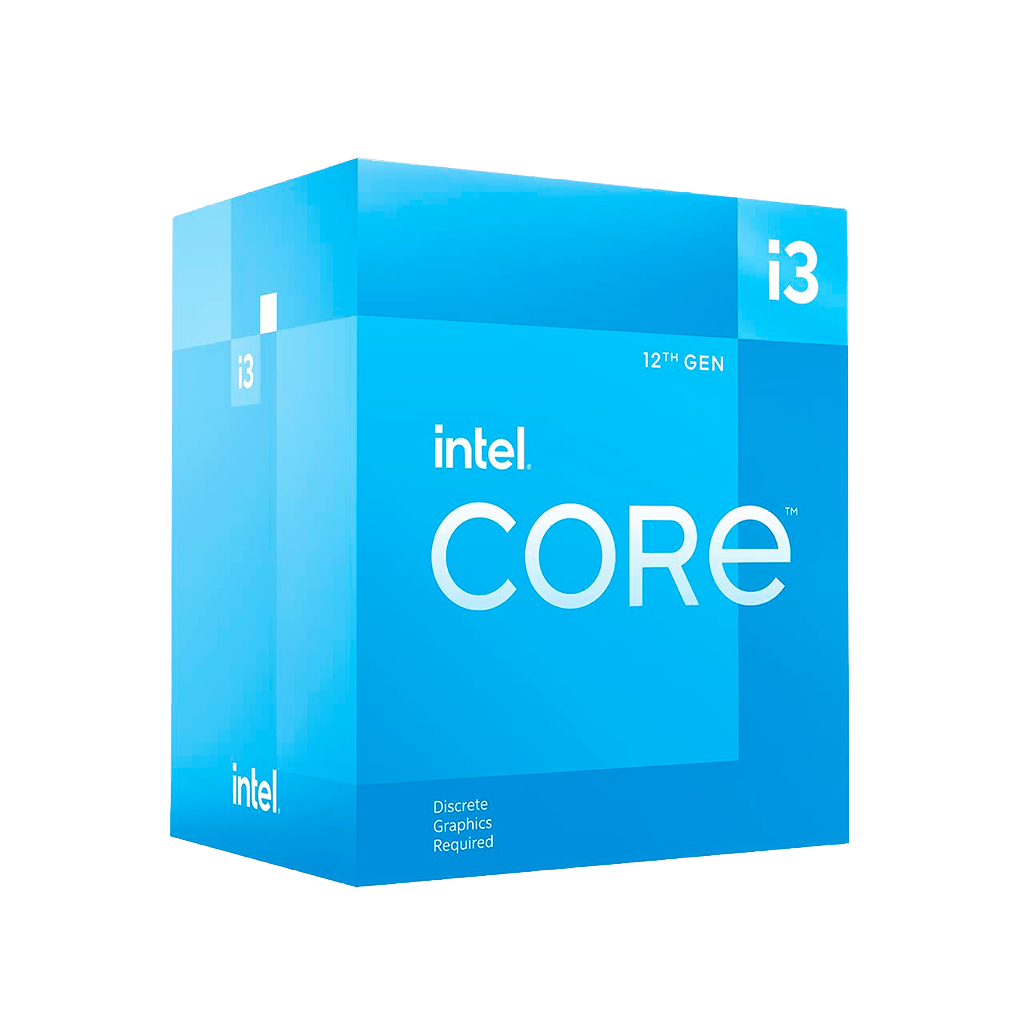 i3
12TH GEN
intel.
CORE™
Discrete
Graphics
Required
i3
intel.